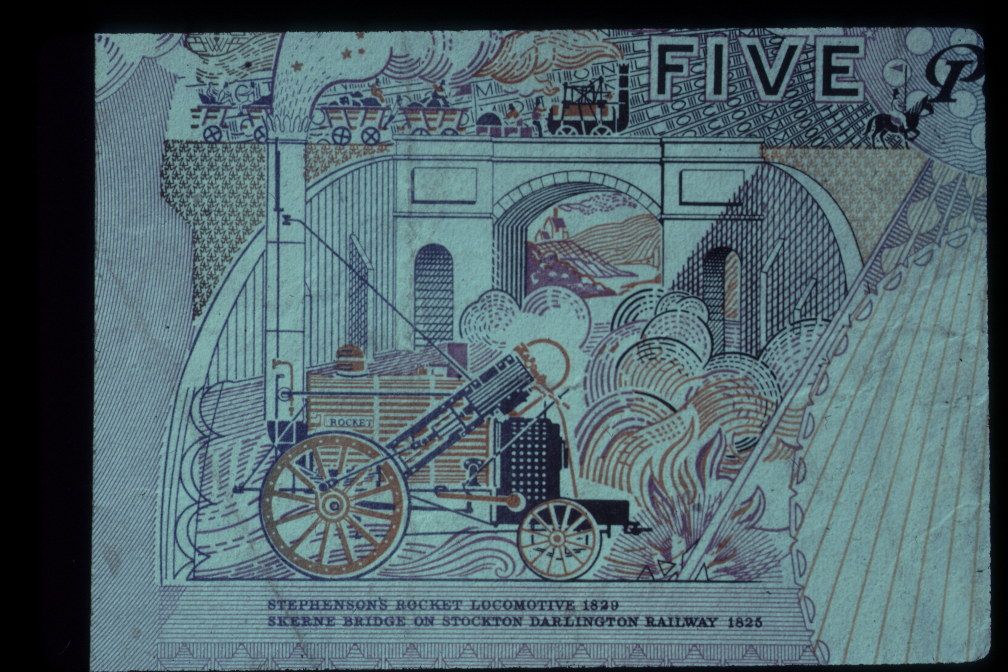 FIVE
P
ROCKET
STEPHENSON'S ROCKET LOCOMOTIVE 1829
SKERNE BRIDGE ON STOCKTON DARLINGTON RAILWAY 1825